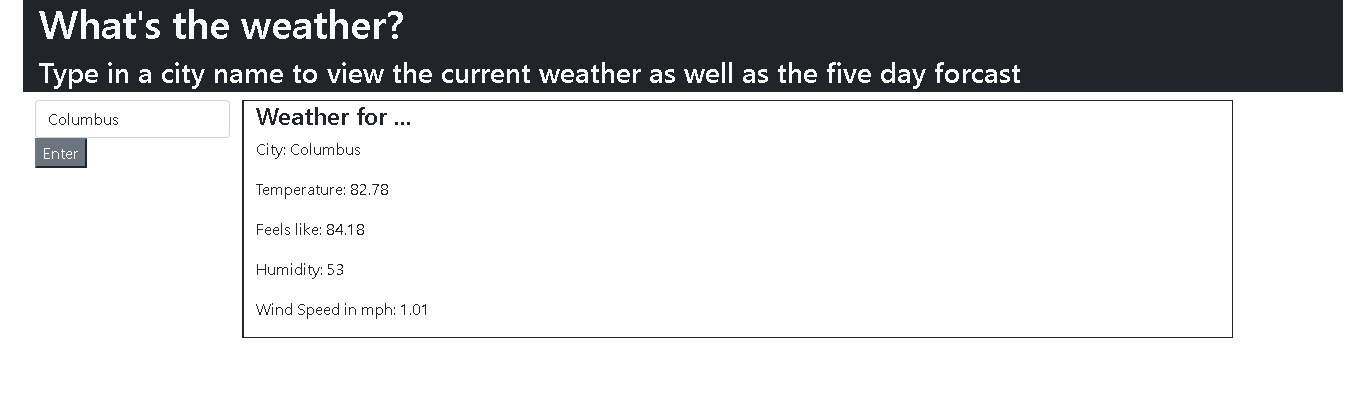 What's the weather?
Type in a city name to view the current weather as well as the five day forcast
Columbus
Enter
Weather for ...
City: Columbus
Temperature: 82.78
Feels like: 84.18
Humidity: 53
Wind Speed in mph: 1.01